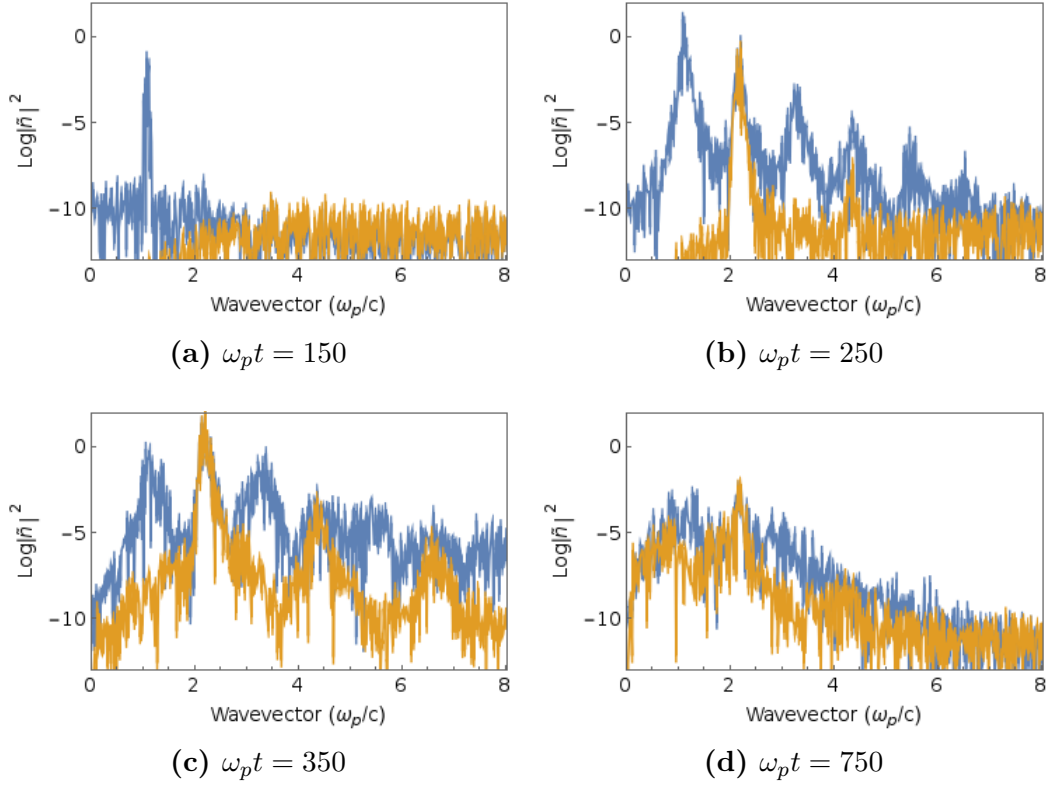 0
−5
−10
Log|ñ|²
0 2 4 6 8
Wavevector (ωₚ/c)
(a) ωₚt = 150
0
−5
−10
Log|ñ|²
0 2 4 6 8
Wavevector (ωₚ/c)
(b) ωₚt = 250
0
−5
−10
Log|ñ|²
0 2 4 6 8
Wavevector (ωₚ/c)
(c) ωₚt = 350
0
−5
−10
Log|ñ|²
0 2 4 6 8
Wavevector (ωₚ/c)
(d) ωₚt = 750